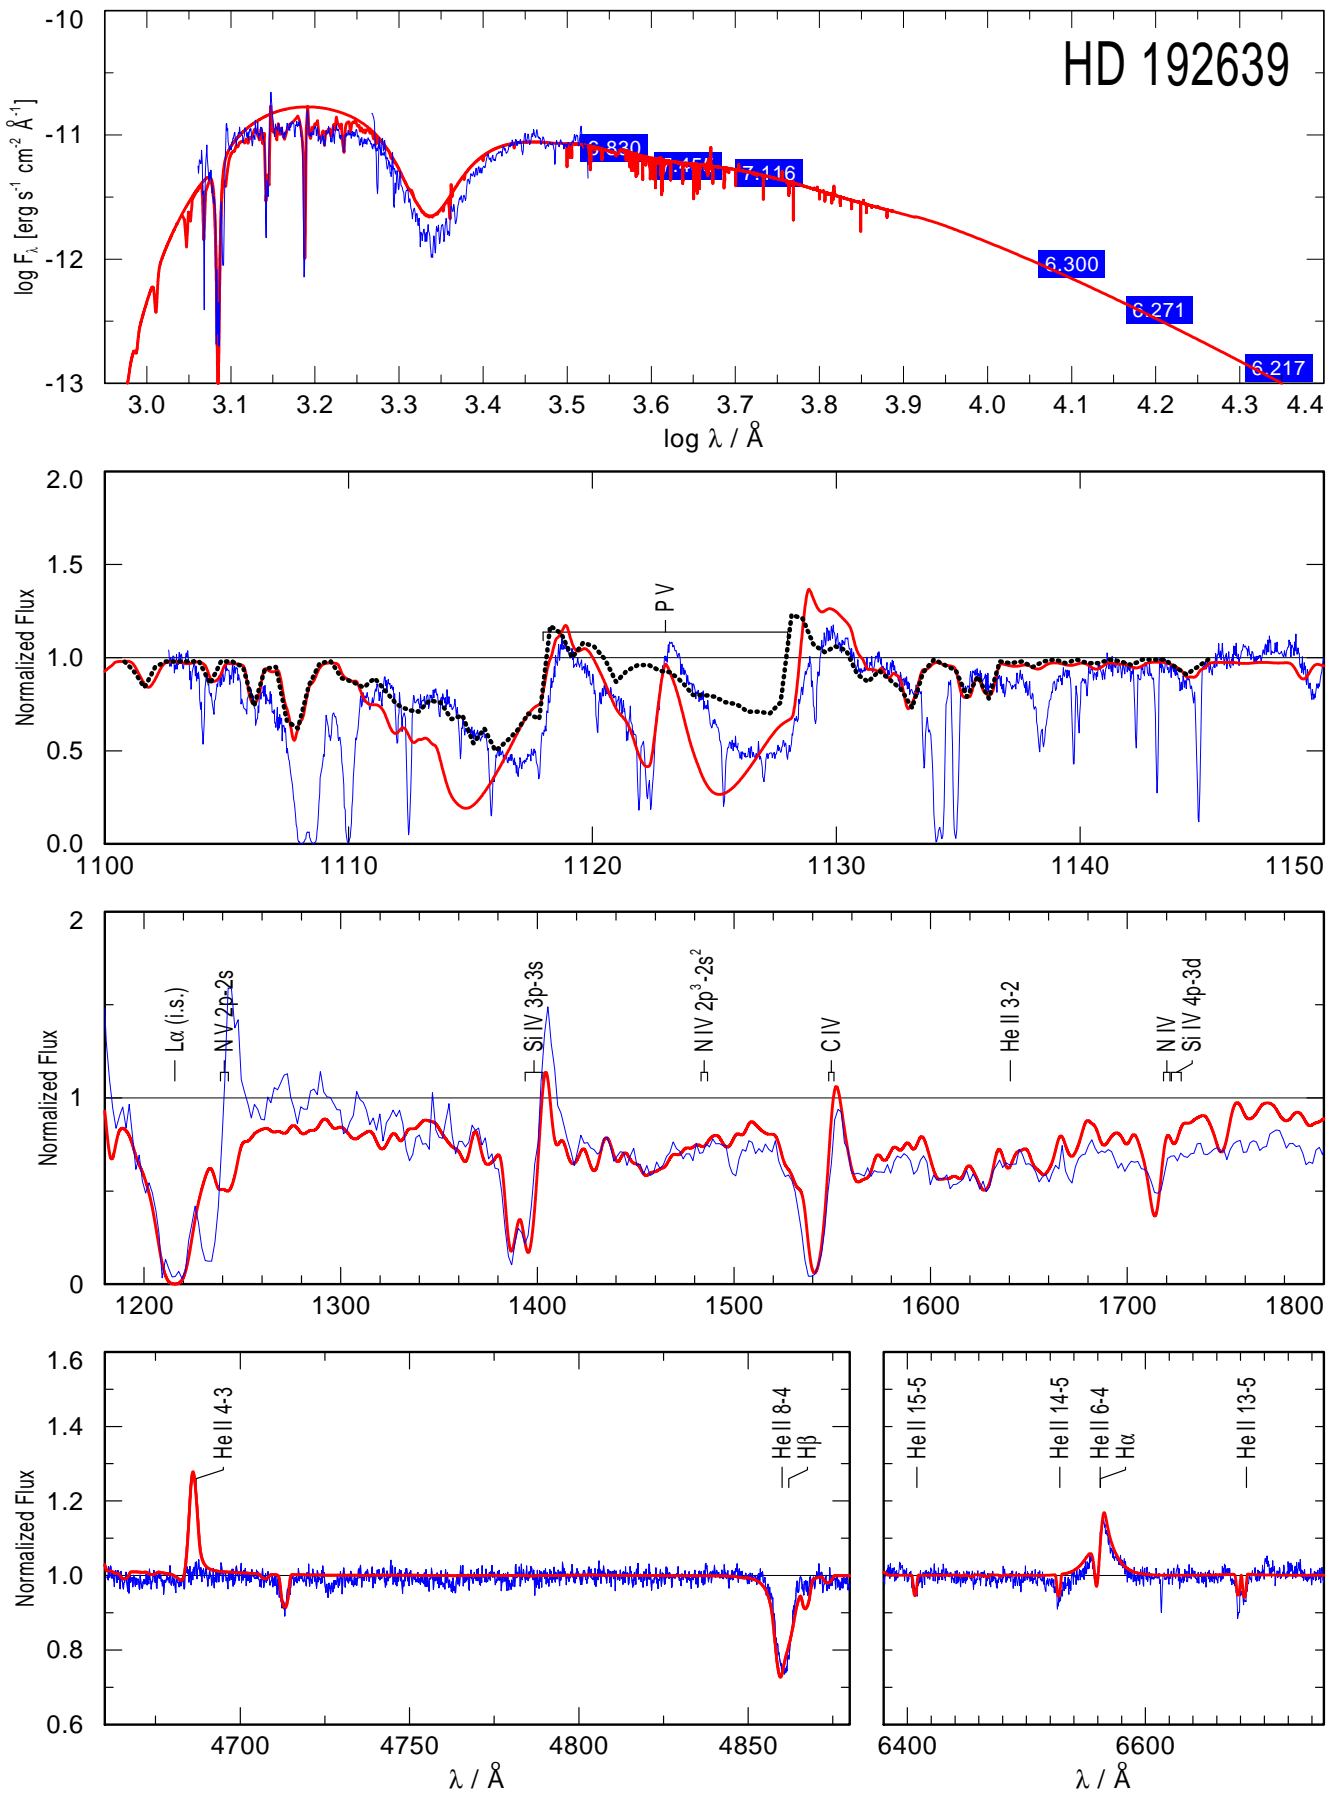 HD 192639
log Fλ [erg s⁻¹ cm⁻² Å⁻¹]
-10
-11
-12
-13
6.830
7.116
6.300
6.271
6.217
3.0 3.1 3.2 3.3 3.4 3.5 3.6 3.7 3.8 3.9 4.0 4.1 4.2 4.3 4.4
log λ / Å
Normalized Flux
2.0
1.5
1.0
0.5
0.0
P V
1100 1110 1120 1130 1140 1150
Normalized Flux
2
1
0
Lα (i.s.)
N V 2p-2s
Si IV 3p-3s
N IV 2p³-2s²
C IV
He II 3-2
N IV
Si IV 4p-3d
1200 1300 1400 1500 1600 1700 1800
Normalized Flux
1.6
1.4
1.2
1.0
0.8
0.6
He II 4-3
He II 8-4
Hβ
4700 4750 4800 4850
λ / Å
He II 15-5
He II 14-5
He II 6-4
Hα
He II 13-5
6400 6600
λ / Å